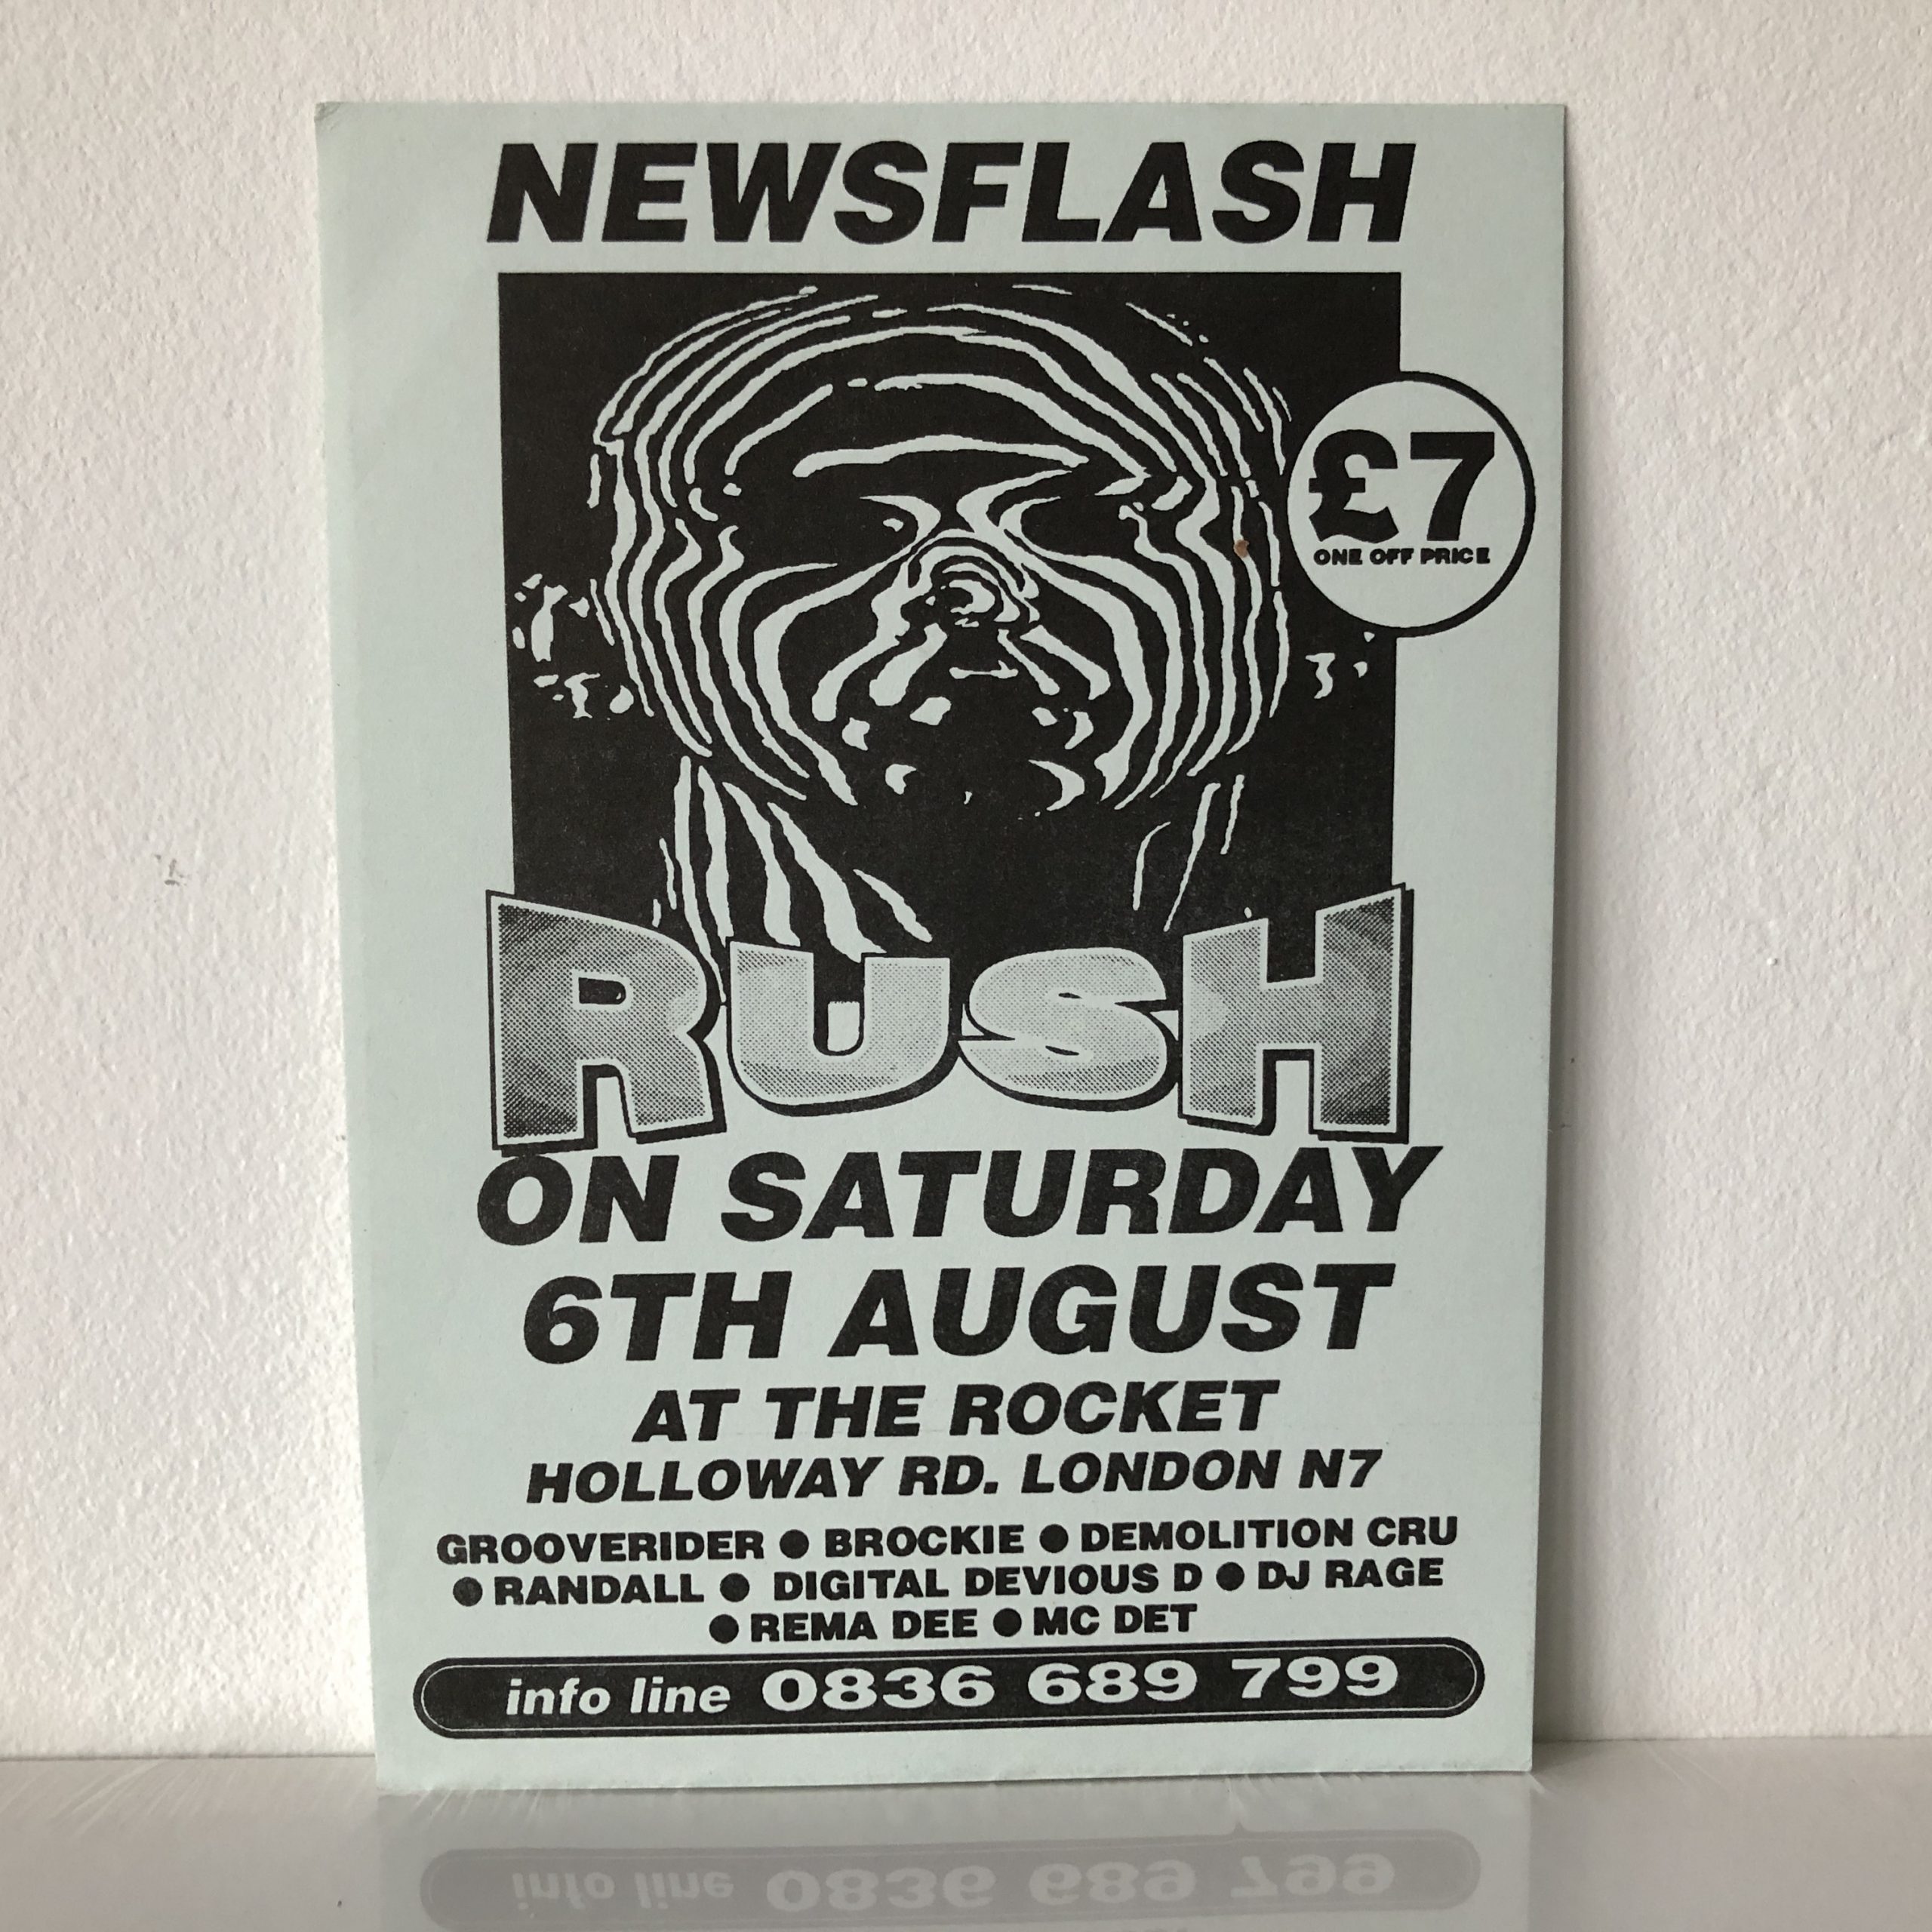 NEWSFLASH
£7
ONE OFF PRICE
RUSH
ON SATURDAY
6TH AUGUST
AT THE ROCKET
HOLLOWAY RD. LONDON N7
GROOVERIDER ● BROCKIE ● DEMOLITION CRU
● RANDALL ● DIGITAL DEVIOUS D ● DJ RAGE
● REMA DEE ● MC DET
info line 0836 689 799